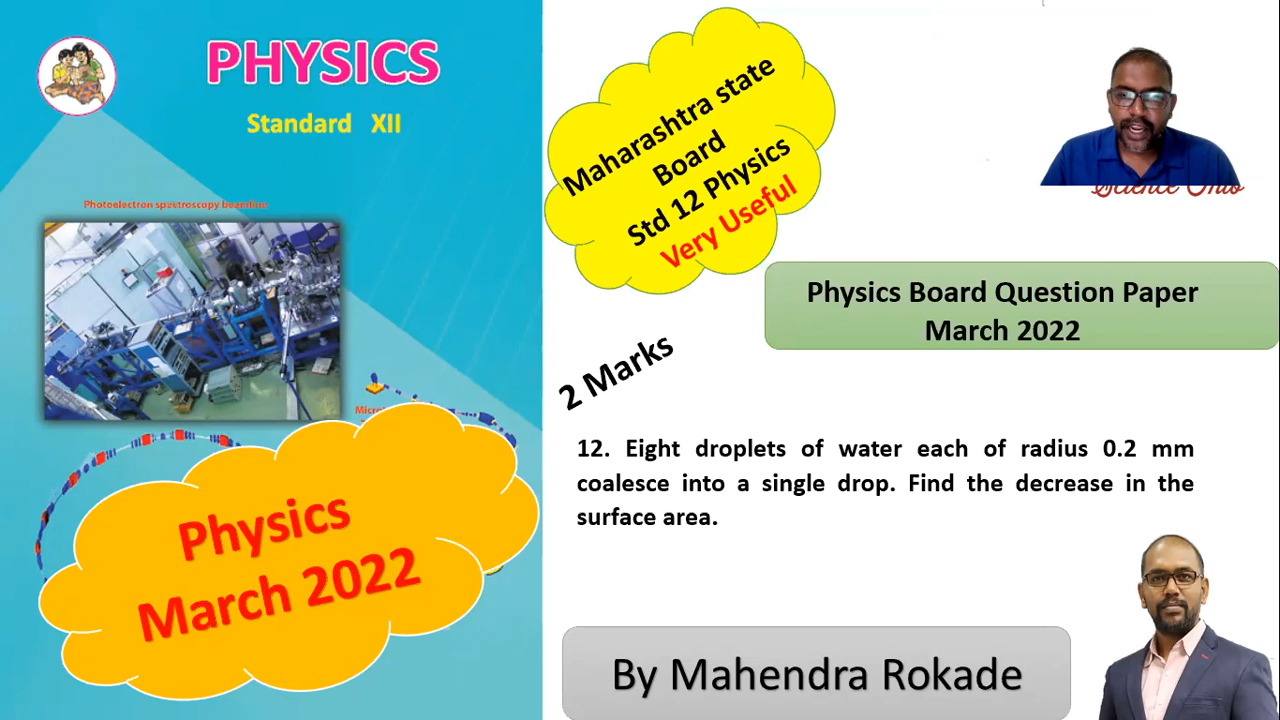 PHYSICS
Standard XII
Photoelectron spectroscopy beamline
Physics
March 2022
Maharashtra state
Board
Std 12 Physics
Very Useful
Physics Board Question Paper
March 2022
2 Marks
12. Eight droplets of water each of radius 0.2 mm
coalesce into a single drop. Find the decrease in the
surface area.
By Mahendra Rokade